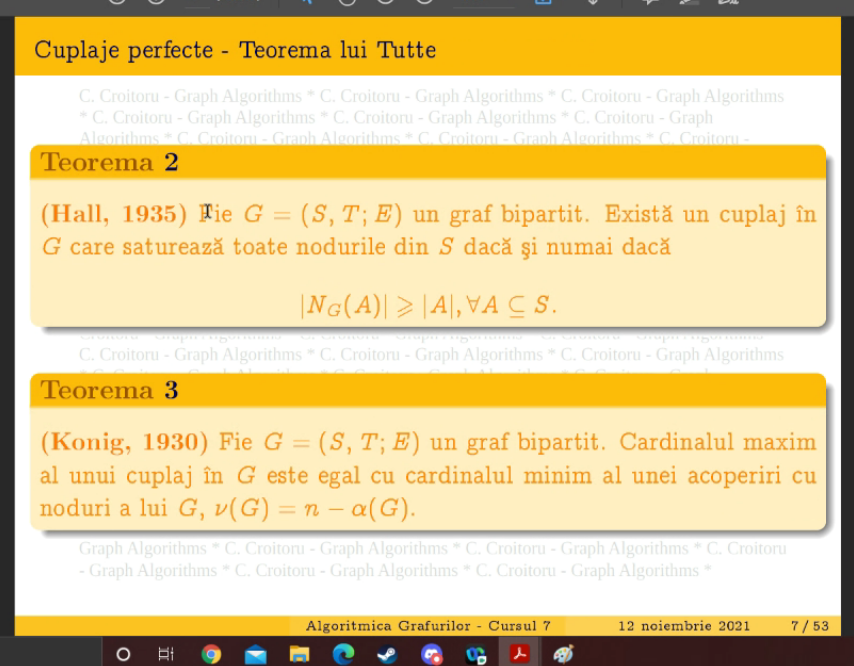 Cuplaje perfecte - Teorema lui Tutte
C. Croitoru - Graph Algorithms * C. Croitoru - Graph Algorithms * C. Croitoru - Graph Algorithms
* C. Croitoru - Graph Algorithms * C. Croitoru - Graph Algorithms * C. Croitoru - Graph
Algorithms * C. Croitoru - Graph Algorithms * C. Croitoru - Graph Algorithms * C. Croitoru -
Teorema 2
(Hall, 1935) Fie G = (S, T; E) un graf bipartit. Există un cuplaj în
G care saturează toate nodurile din S dacă şi numai dacă
|N_G(A)| ⩾ |A|, ∀A ⊆ S.
C. Croitoru - Graph Algorithms * C. Croitoru - Graph Algorithms * C. Croitoru - Graph Algorithms
Teorema 3
(Konig, 1930) Fie G = (S, T; E) un graf bipartit. Cardinalul maxim
al unui cuplaj în G este egal cu cardinalul minim al unei acoperiri cu
noduri a lui G, ν(G) = n − α(G).
Graph Algorithms * C. Croitoru - Graph Algorithms * C. Croitoru - Graph Algorithms * C. Croitoru
- Graph Algorithms * C. Croitoru - Graph Algorithms * C. Croitoru - Graph Algorithms *
Algoritmica Grafurilor - Cursul 7 12 noiembrie 2021 7 / 53